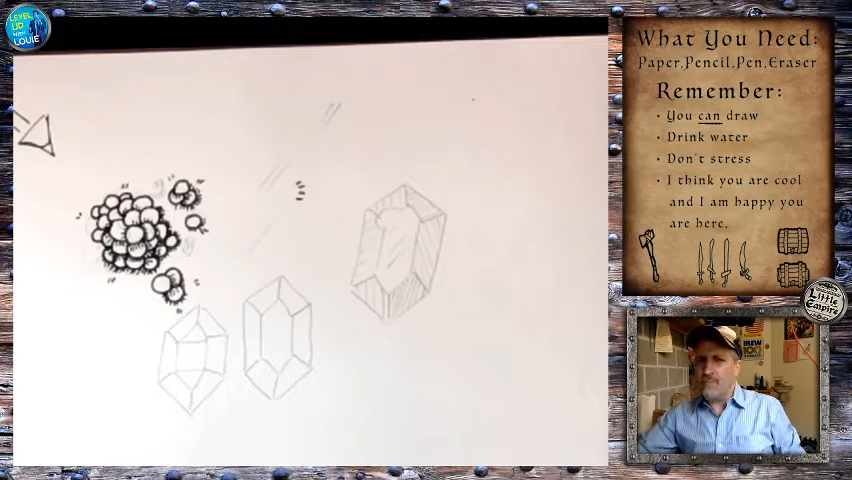 LEVEL
UP
WITH
LOUIE
What You Need:
Paper,Pencil,Pen,Eraser
Remember:
• You can draw
• Drink water
• Don't stress
• I think you are cool
and I am happy you
are here.
Little
Empire
IBEW